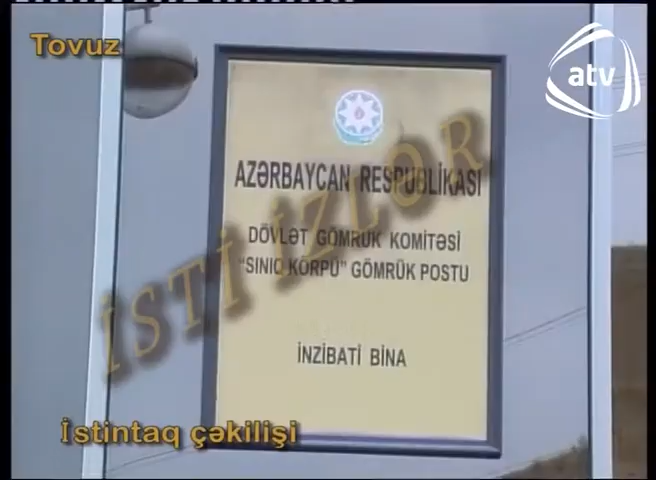 Tovuz
atv
AZƏRBAYCAN RESPUBLİKASI
DÖVLƏT GÖMRÜK KOMİTƏSİ
"SINIQ KÖRPÜ" GÖMRÜK POSTU
İSTİ İZLƏR
İNZİBATİ BİNA
İstintaq çəkilişi